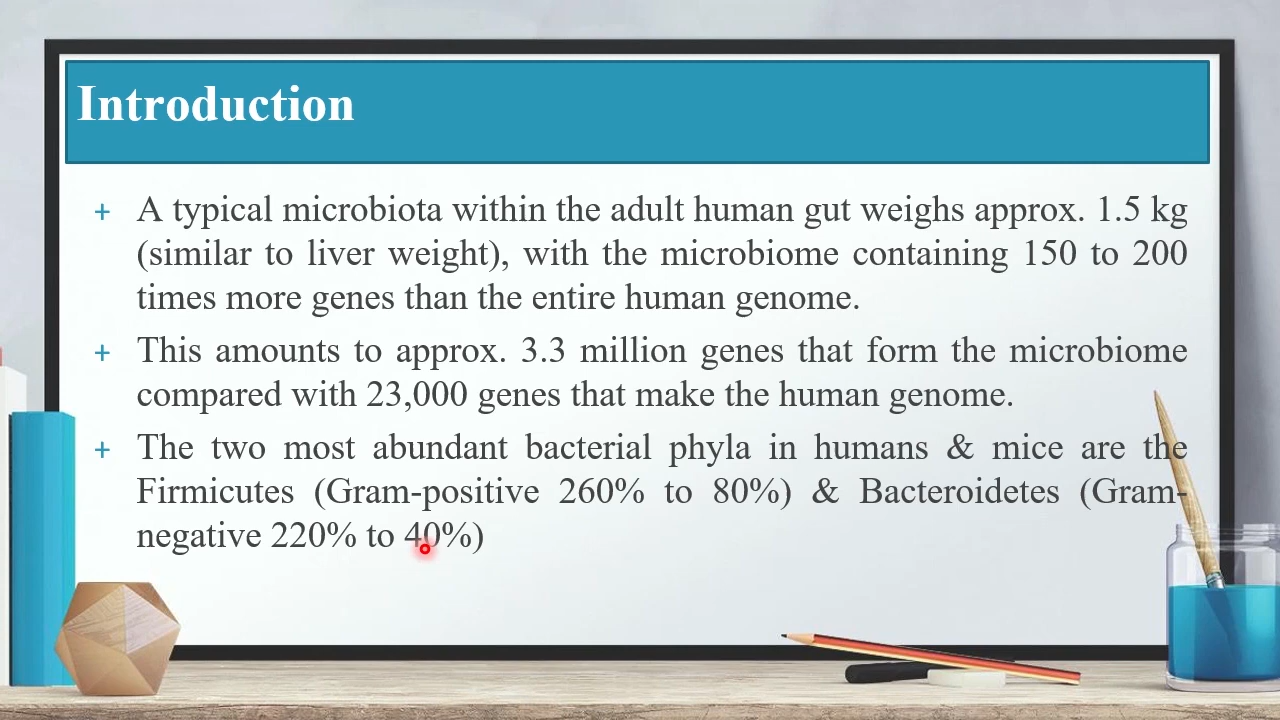 Introduction
+ A typical microbiota within the adult human gut weighs approx. 1.5 kg
(similar to liver weight), with the microbiome containing 150 to 200
times more genes than the entire human genome.
+ This amounts to approx. 3.3 million genes that form the microbiome
compared with 23,000 genes that make the human genome.
+ The two most abundant bacterial phyla in humans & mice are the
Firmicutes (Gram-positive 260% to 80%) & Bacteroidetes (Gram-
negative 220% to 40%)